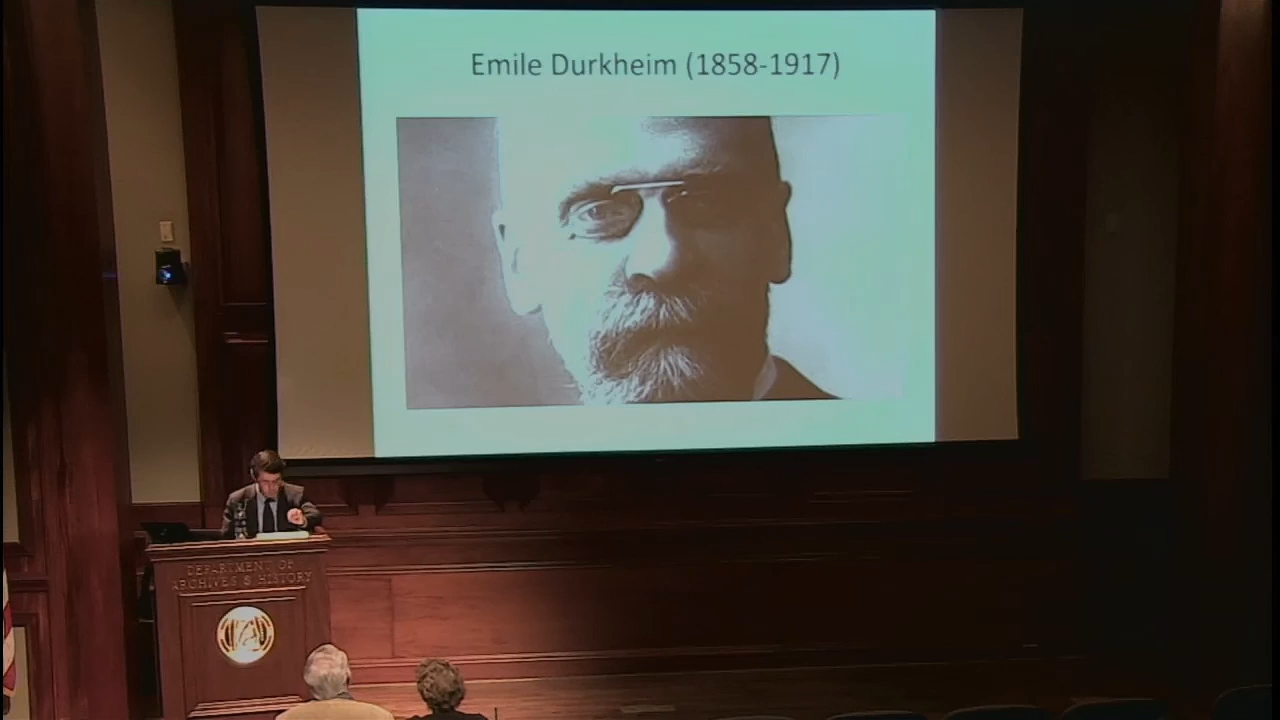 Emile Durkheim (1858-1917)
DEPARTMENT OF
ARCHIVES & HISTORY